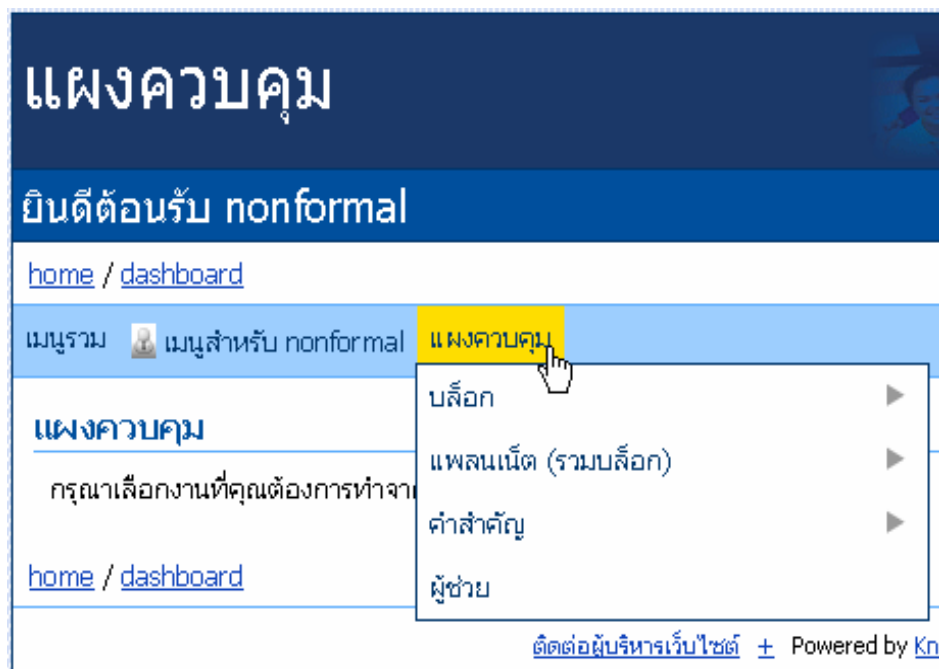 แผงควบคุม
ยินดีต้อนรับ nonformal
home / dashboard
เมนูรวม เมนูสำหรับ nonformal แผงควบคุม
บล็อก
แผงควบคุม
แพลนเน็ต (รวมบล็อก)
กรุณาเลือกงานที่คุณต้องการทำจา
คำสำคัญ
home / dashboard
ผู้ช่วย
ติดต่อผู้บริหารเว็บไซต์ + Powered by Kn